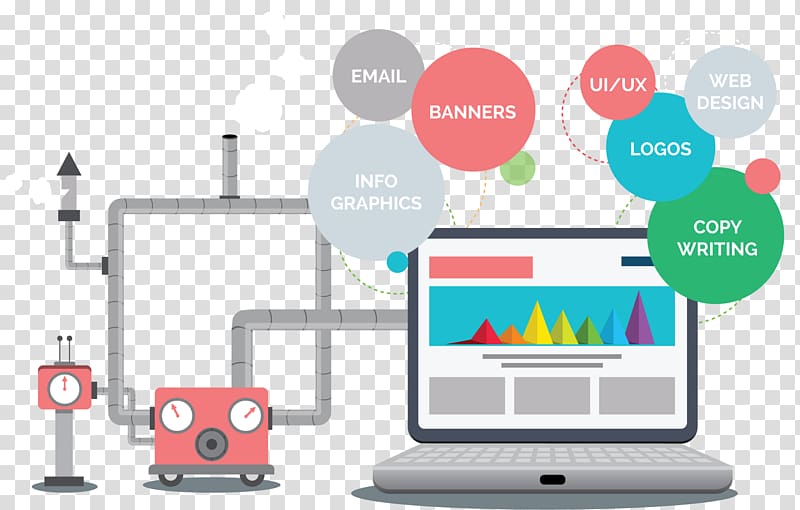 EMAIL
BANNERS
INFO
GRAPHICS
UI/UX
WEB
DESIGN
LOGOS
COPY
WRITING